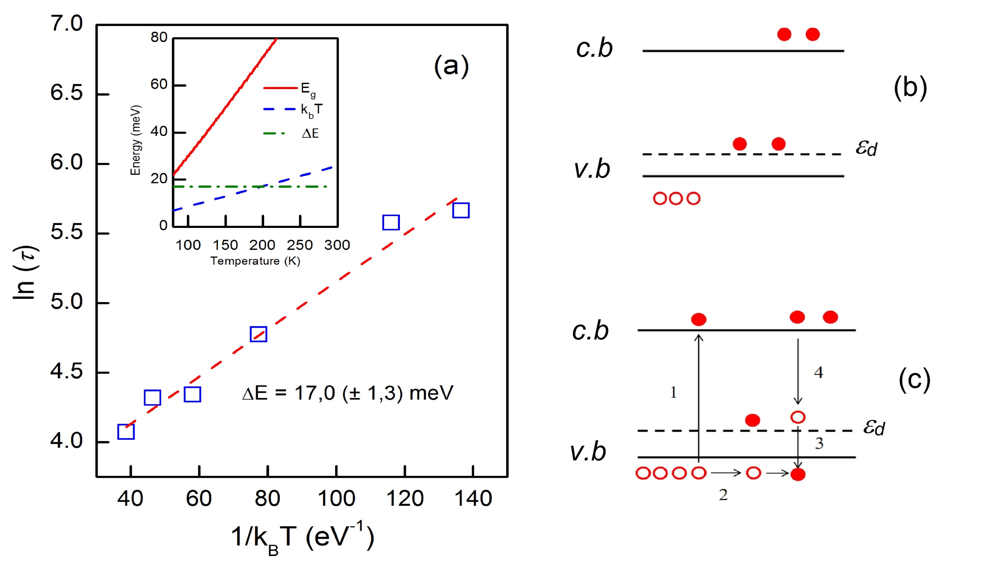 (a)
7.0
6.5
6.0
5.5
5.0
4.5
4.0
ln (τ)
40 60 80 100 120 140
1/k_BT (eV⁻¹)
ΔE = 17,0 (± 1,3) meV
80
60
40
20
0
Energy (meV)
100 150 200 250 300
Temperature (K)
E_g
k_bT
ΔE
(b)
c.b
εd
v.b
(c)
c.b
4
1
εd
3
v.b
2